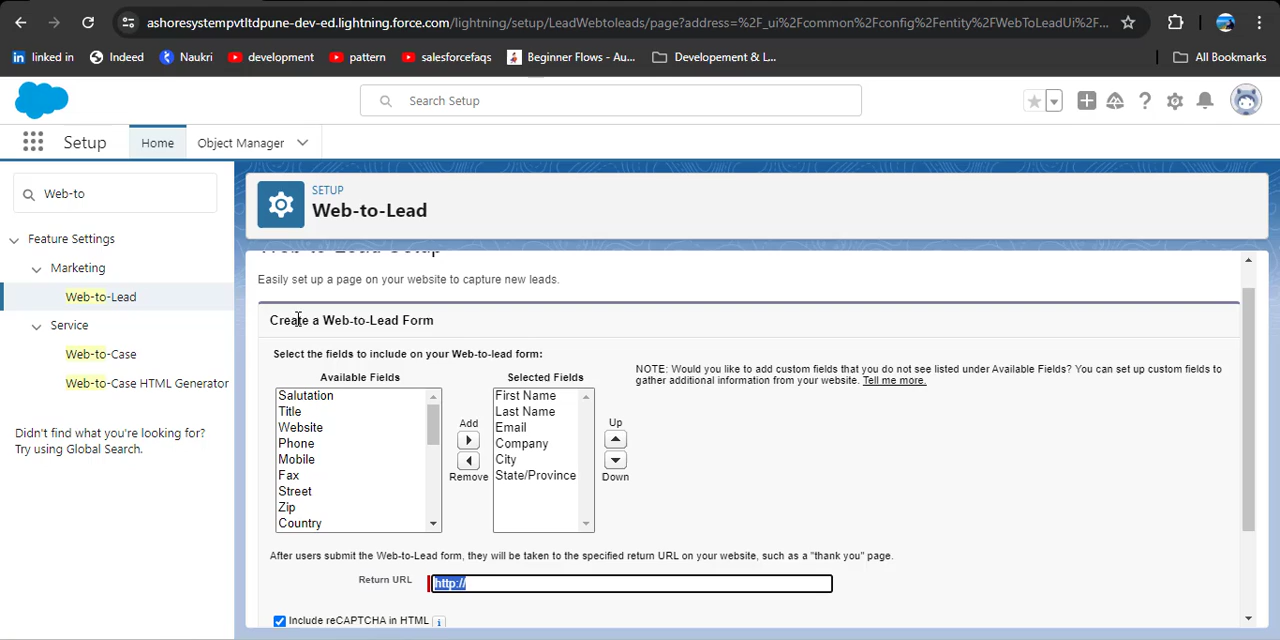 ashoresystempvtltdpune-dev-ed.lightning.force.com/lightning/setup/LeadWebtoleads/page?address=%2F_ui%2Fcommon%2Fconfig%2Fentity%2FWebToLeadUi%2F...
linked in
Indeed
Naukri
development
pattern
salesforcefaqs
Beginner Flows - Au...
Developement & L...
All Bookmarks
Search Setup
Setup
Home
Object Manager
Web-to
SETUP
Web-to-Lead
Feature Settings
Marketing
Web-to-Lead
Service
Web-to-Case
Web-to-Case HTML Generator
Didn't find what you're looking for?
Try using Global Search.
Web-to-Lead Setup
Easily set up a page on your website to capture new leads.
Create a Web-to-Lead Form
Select the fields to include on your Web-to-lead form:
NOTE: Would you like to add custom fields that you do not see listed under Available Fields? You can set up custom fields to
gather additional information from your website. Tell me more.
Available Fields
Selected Fields
Salutation
Title
Website
Phone
Mobile
Fax
Street
Zip
Country
Add
Remove
First Name
Last Name
Email
Company
City
State/Province
Up
Down
After users submit the Web-to-Lead form, they will be taken to the specified return URL on your website, such as a "thank you" page.
Return URL
http://
Include reCAPTCHA in HTML
i